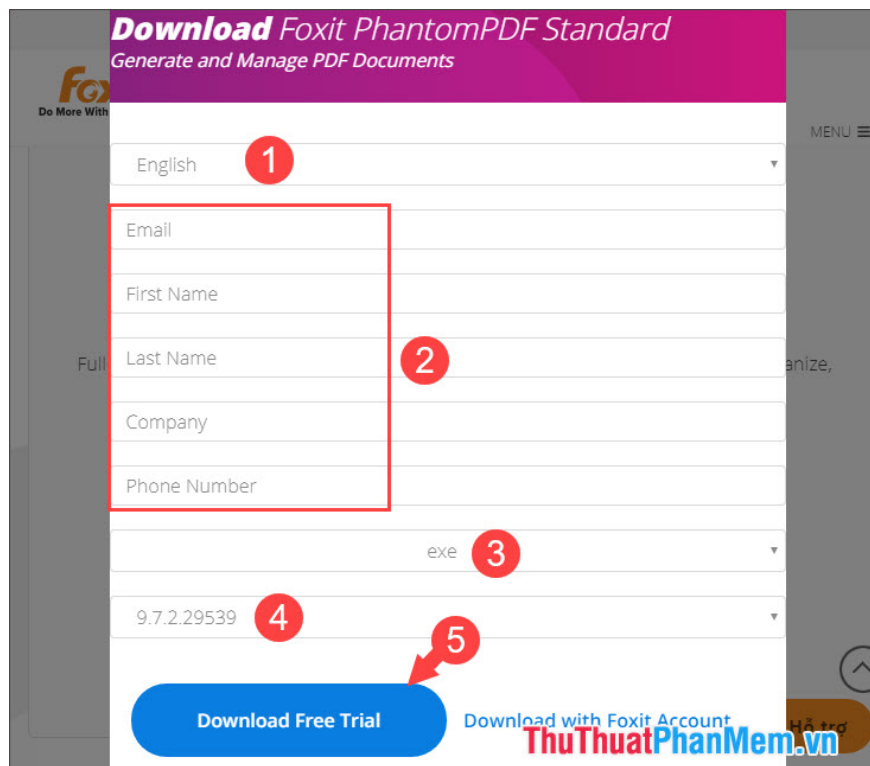 Download Foxit PhantomPDF Standard
Generate and Manage PDF Documents
Fox
Do More With
MENU
English
1
Email
First Name
Full
Last Name
2
anize,
Company
Phone Number
exe
3
9.7.2.29539
4
5
Download Free Trial
Download with Foxit Account
Hỗ trợ
ThuThuatPhanMem.vn